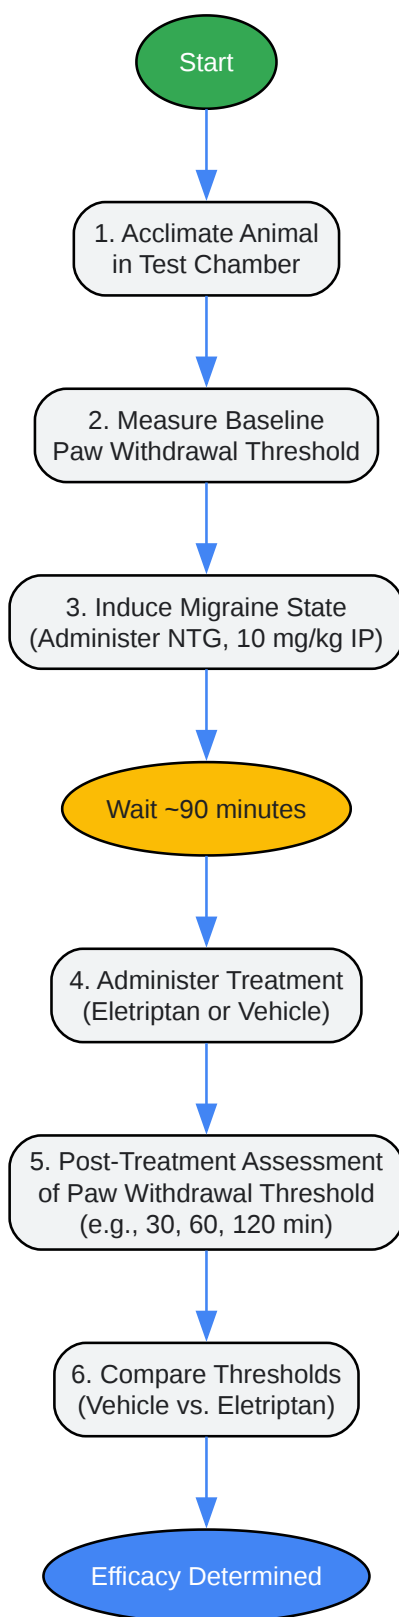 Start
1. Acclimate Animal
in Test Chamber
2. Measure Baseline
Paw Withdrawal Threshold
3. Induce Migraine State
(Administer NTG, 10 mg/kg IP)
Wait ~90 minutes
4. Administer Treatment
(Eletriptan or Vehicle)
5. Post-Treatment Assessment
of Paw Withdrawal Threshold
(e.g., 30, 60, 120 min)
6. Compare Thresholds
(Vehicle vs. Eletriptan)
Efficacy Determined